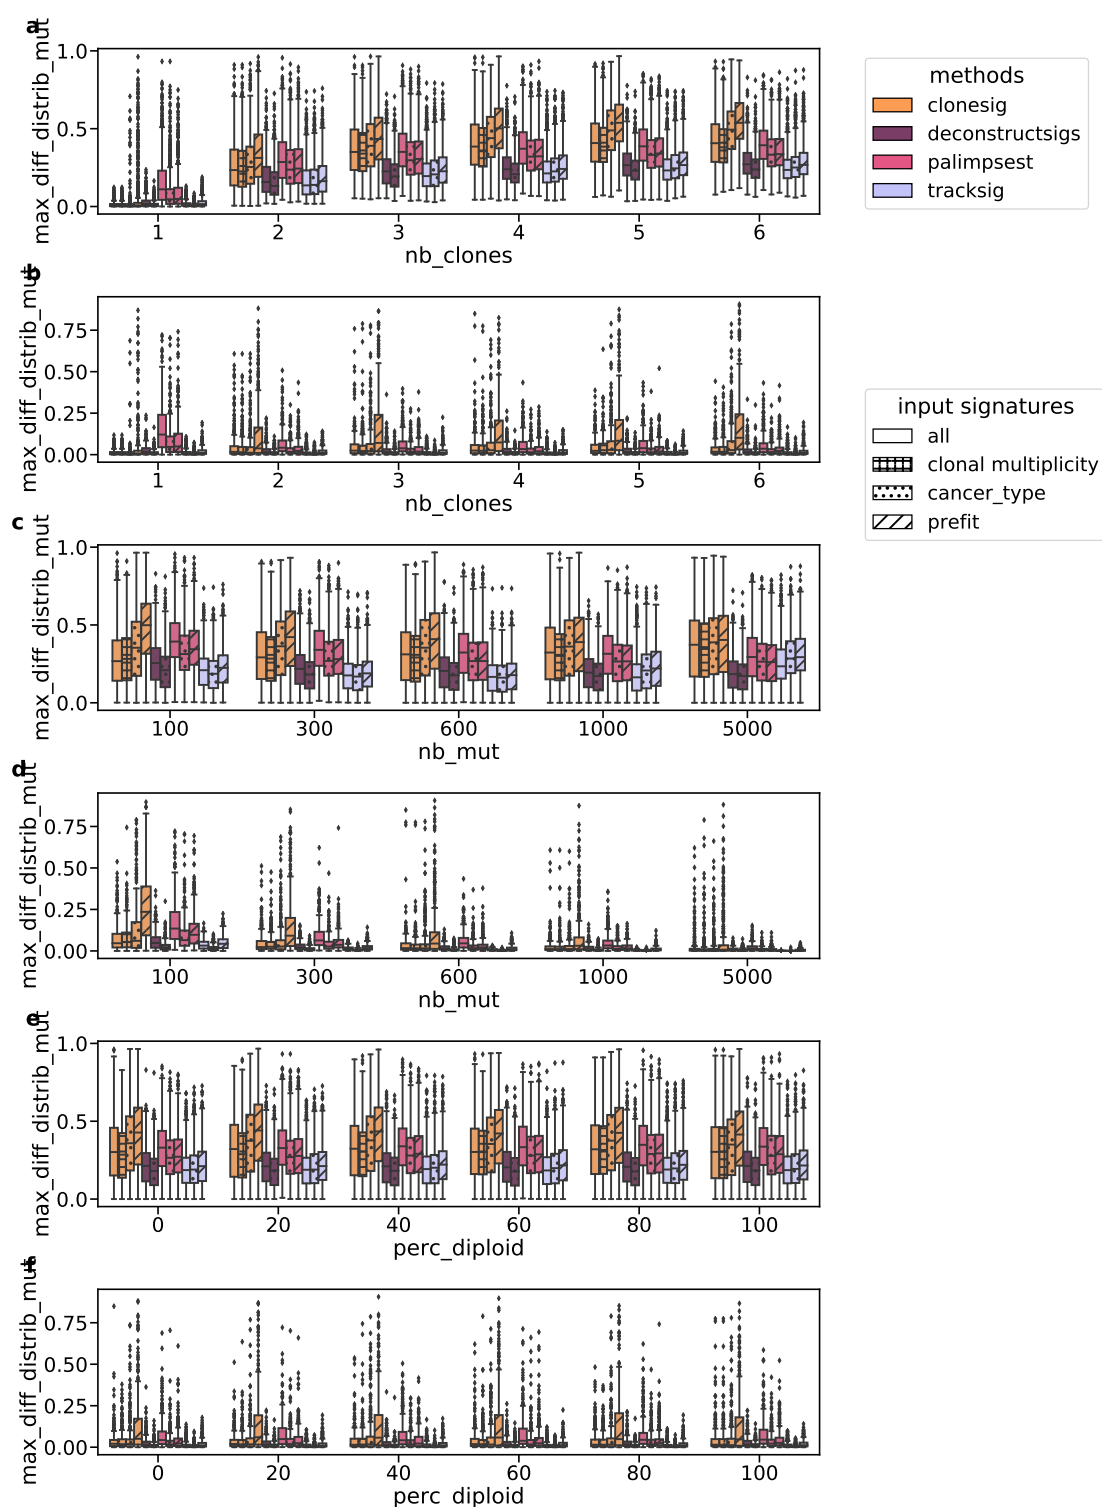 a
max_diff_distrib_mut
1.0
0.5
0.0
1 2 3 4 5 6
nb_clones
methods
clonesig
deconstructsigs
palimpsest
tracksig
b
max_diff_distrib_mut
0.75
0.50
0.25
0.00
1 2 3 4 5 6
nb_clones
input signatures
all
clonal multiplicity
cancer_type
prefit
c
max_diff_distrib_mut
1.0
0.5
0.0
100 300 600 1000 5000
nb_mut
d
max_diff_distrib_mut
0.75
0.50
0.25
0.00
100 300 600 1000 5000
nb_mut
e
max_diff_distrib_mut
1.0
0.5
0.0
0 20 40 60 80 100
perc_diploid
f
max_diff_distrib_mut
0.75
0.50
0.25
0.00
0 20 40 60 80 100
perc_diploid